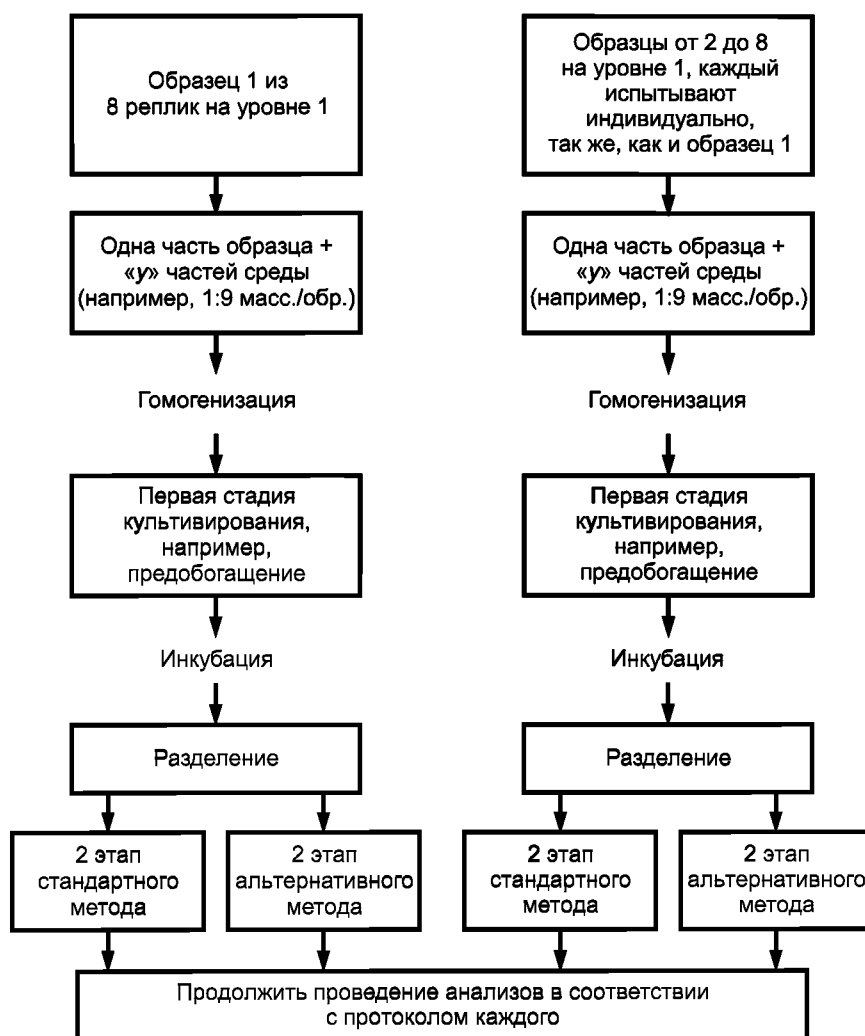 Образец 1 из
8 реплик на уровне 1
Образцы от 2 до 8
на уровне 1, каждый
испытывают
индивидуально,
так же, как и образец 1
Одна часть образца +
«y» частей среды
(например, 1:9 масс./обр.)
Одна часть образца +
«y» частей среды
(например, 1:9 масс./обр.)
Гомогенизация
Гомогенизация
Первая стадия
культивирования,
например,
предобогащение
Первая стадия
культивирования,
например,
предобогащение
Инкубация
Инкубация
Разделение
Разделение
2 этап
стандартного
метода
2 этап
альтернативного
метода
2 этап
стандартного
метода
2 этап
альтернативного
метода
Продолжить проведение анализов в соответствии
с протоколом каждого